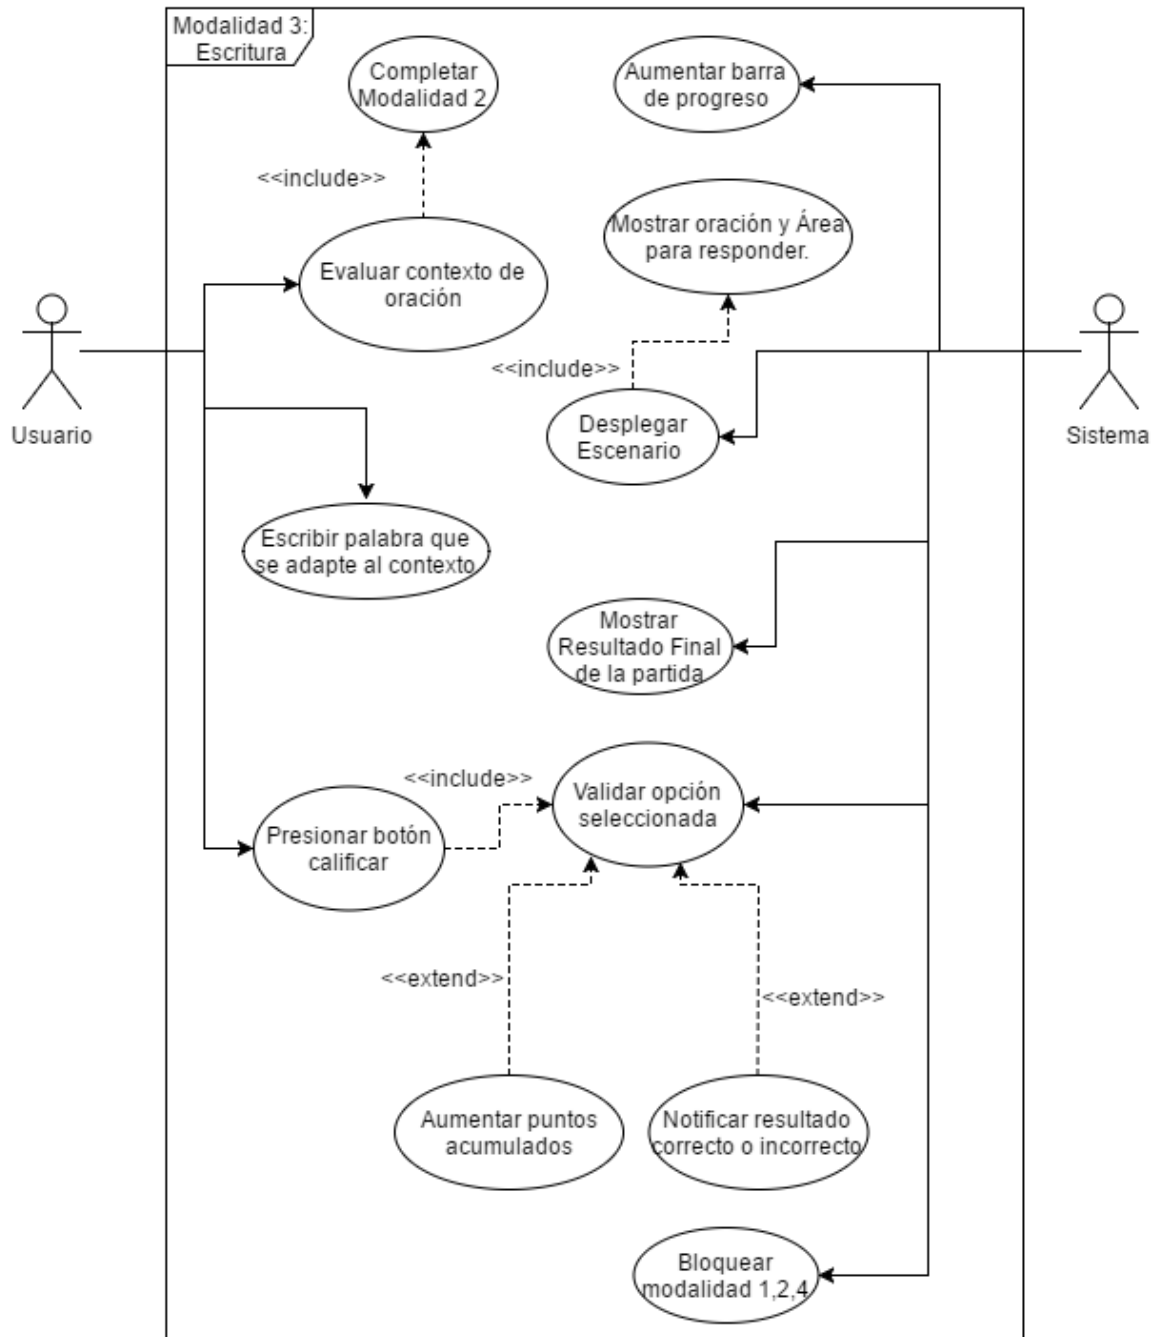 Modalidad 3:
Escritura
Completar
Modalidad 2
Aumentar barra
de progreso
<<include>>
Mostrar oración y Área
para responder.
Evaluar contexto de
oración
<<include>>
Usuario
Desplegar
Escenario
Sistema
Escribir palabra que
se adapte al contexto
Mostrar
Resultado Final
de la partida
<<include>>
Validar opción
seleccionada
Presionar botón
calificar
<<extend>>
<<extend>>
Aumentar puntos
acumulados
Notificar resultado
correcto o incorrecto
Bloquear
modalidad 1,2,4